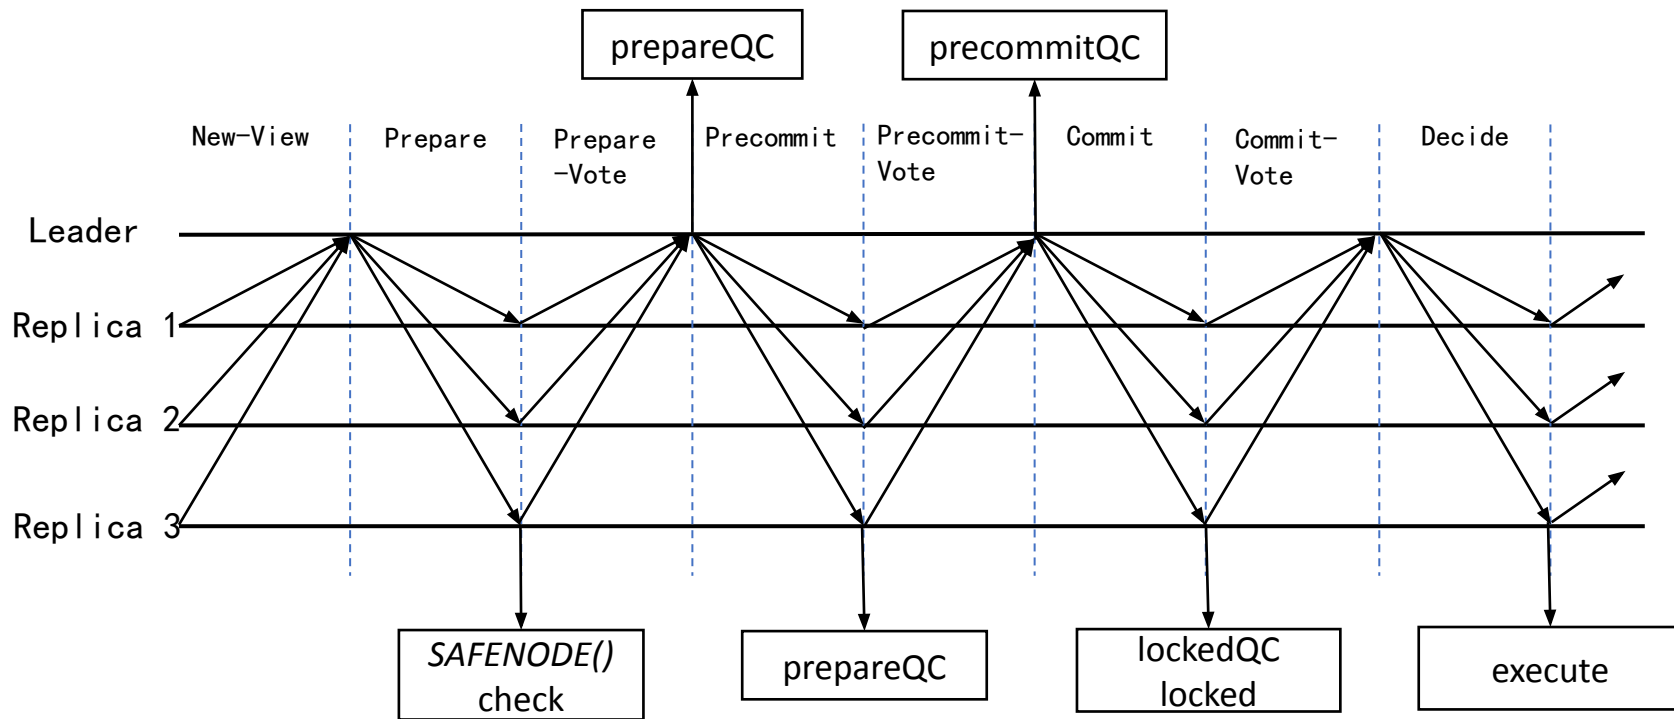 prepareQC
precommitQC
New-View
Prepare
Prepare
-Vote
Precommit
Precommit-
Vote
Commit
Commit-
Vote
Decide
Leader
Replica 1
Replica 2
Replica 3
SAFENODE()
check
prepareQC
lockedQC
locked
execute